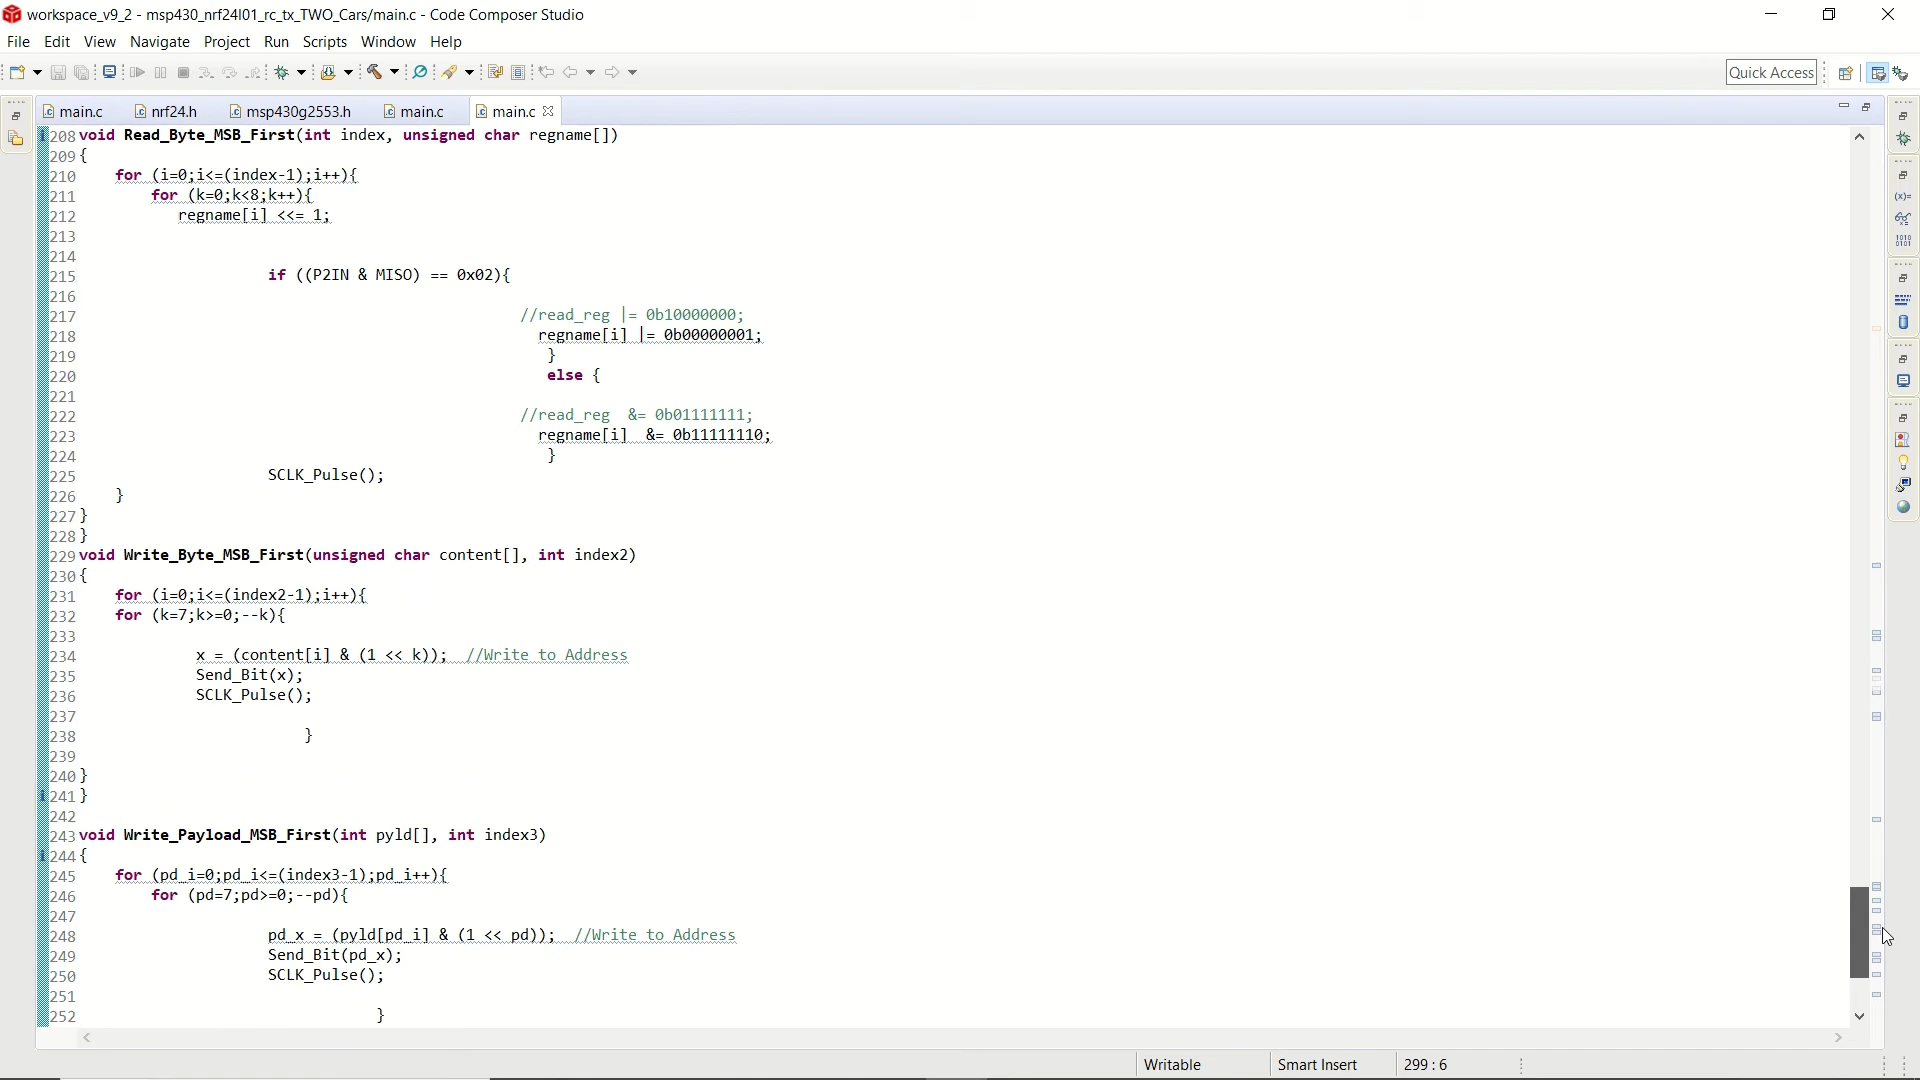 workspace_v9_2 - msp430_nrf24l01_rc_tx_TWO_Cars/main.c - Code Composer Studio
File Edit View Navigate Project Run Scripts Window Help
Quick Access
main.c nrf24.h msp430g2553.h main.c main.c
208 void Read_Byte_MSB_First(int index, unsigned char regname[])
209 {
210 for (i=0;i<=(index-1);i++){
211 for (k=0;k<8;k++){
212 regname[i] <<= 1;
213
214
215 if ((P2IN & MISO) == 0x02){
216
217 //read_reg |= 0b10000000;
218 regname[i] |= 0b00000001;
219 }
220 else {
221
222 //read_reg &= 0b01111111;
223 regname[i] &= 0b11111110;
224 }
225 SCLK_Pulse();
226 }
227 }
228 }
229 void Write_Byte_MSB_First(unsigned char content[], int index2)
230 {
231 for (i=0;i<=(index2-1);i++){
232 for (k=7;k>=0;--k){
233
234 x = (content[i] & (1 << k)); //Write to Address
235 Send_Bit(x);
236 SCLK_Pulse();
237
238 }
239
240 }
241 }
242
243 void Write_Payload_MSB_First(int pyld[], int index3)
244 {
245 for (pd_i=0;pd_i<=(index3-1);pd_i++){
246 for (pd=7;pd>=0;--pd){
247
248 pd_x = (pyld[pd_i] & (1 << pd)); //Write to Address
249 Send_Bit(pd_x);
250 SCLK_Pulse();
251
252 }
Writable Smart Insert 299 : 6